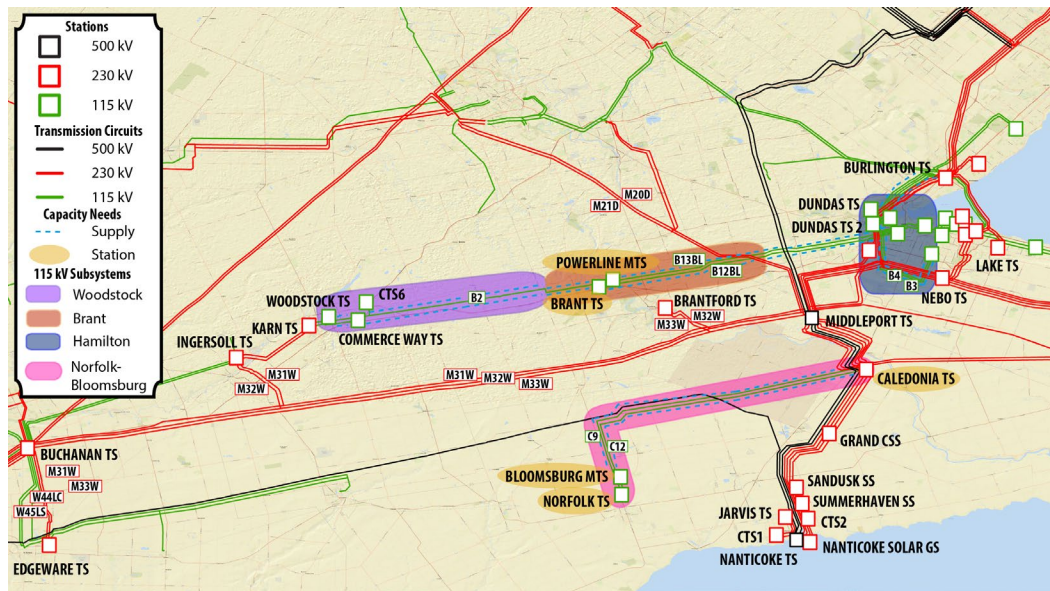 Stations
500 kV
230 kV
115 kV
Transmission Circuits
500 kV
230 kV
115 kV
Capacity Needs
Supply
Station
115 kV Subsystems
Woodstock
Brant
Hamilton
Norfolk-
Bloomsburg
BURLINGTON TS
M20D
M21D
DUNDAS TS
DUNDAS TS 2
LAKE TS
POWERLINE MTS
B13BL
B12BL
B4
B3
NEBO TS
WOODSTOCK TS
CTS6
B2
BRANT TS
BRANTFORD TS
M32W
M33W
KARN TS
COMMERCE WAY TS
MIDDLEPORT TS
INGERSOLL TS
M31W
M32W
M31W
M32W
M33W
CALEDONIA TS
GRAND CSS
C9
C12
BUCHANAN TS
M31W
M33W
W44LC
W45LS
BLOOMSBURG MTS
NORFOLK TS
SANDUSK SS
SUMMERHAVEN SS
JARVIS TS
CTS2
CTS1
NANTICOKE SOLAR GS
NANTICOKE TS
EDGEWARE TS